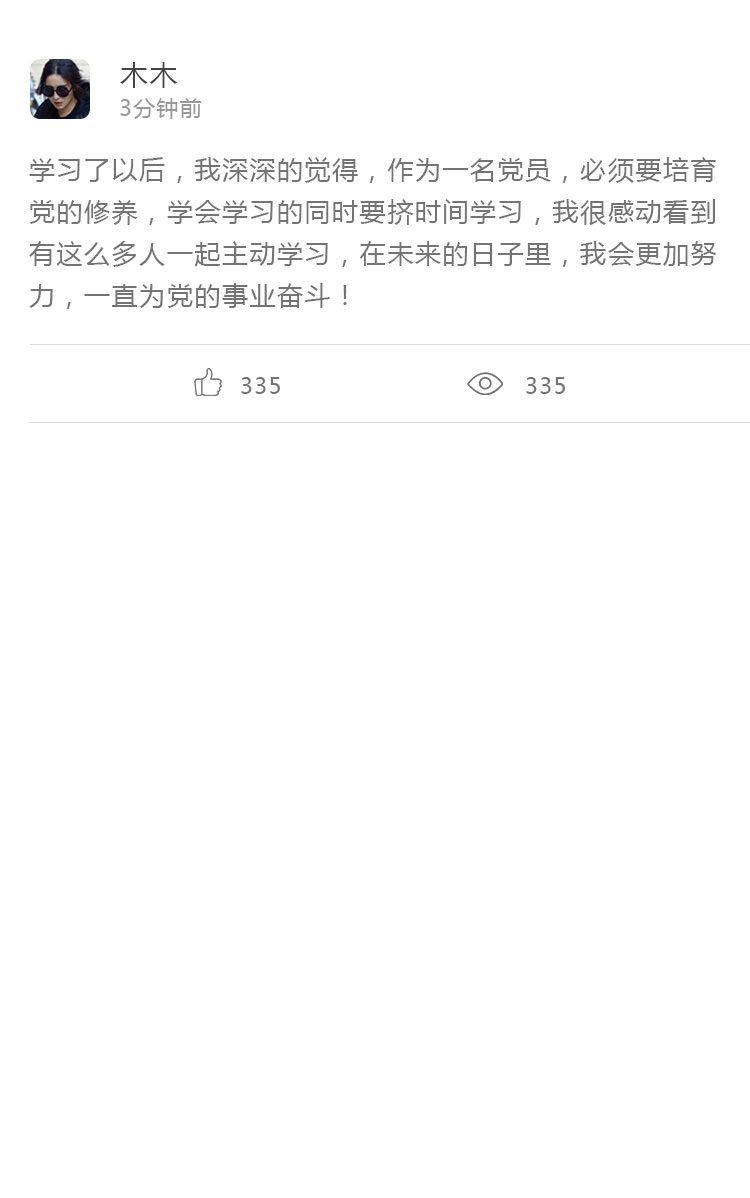 木木
3分钟前
学习了以后，我深深的觉得，作为一名党员，必须要培育
党的修养，学会学习的同时要挤时间学习，我很感动看到
有这么多人一起主动学习，在未来的日子里，我会更加努
力，一直为党的事业奋斗！
335 335